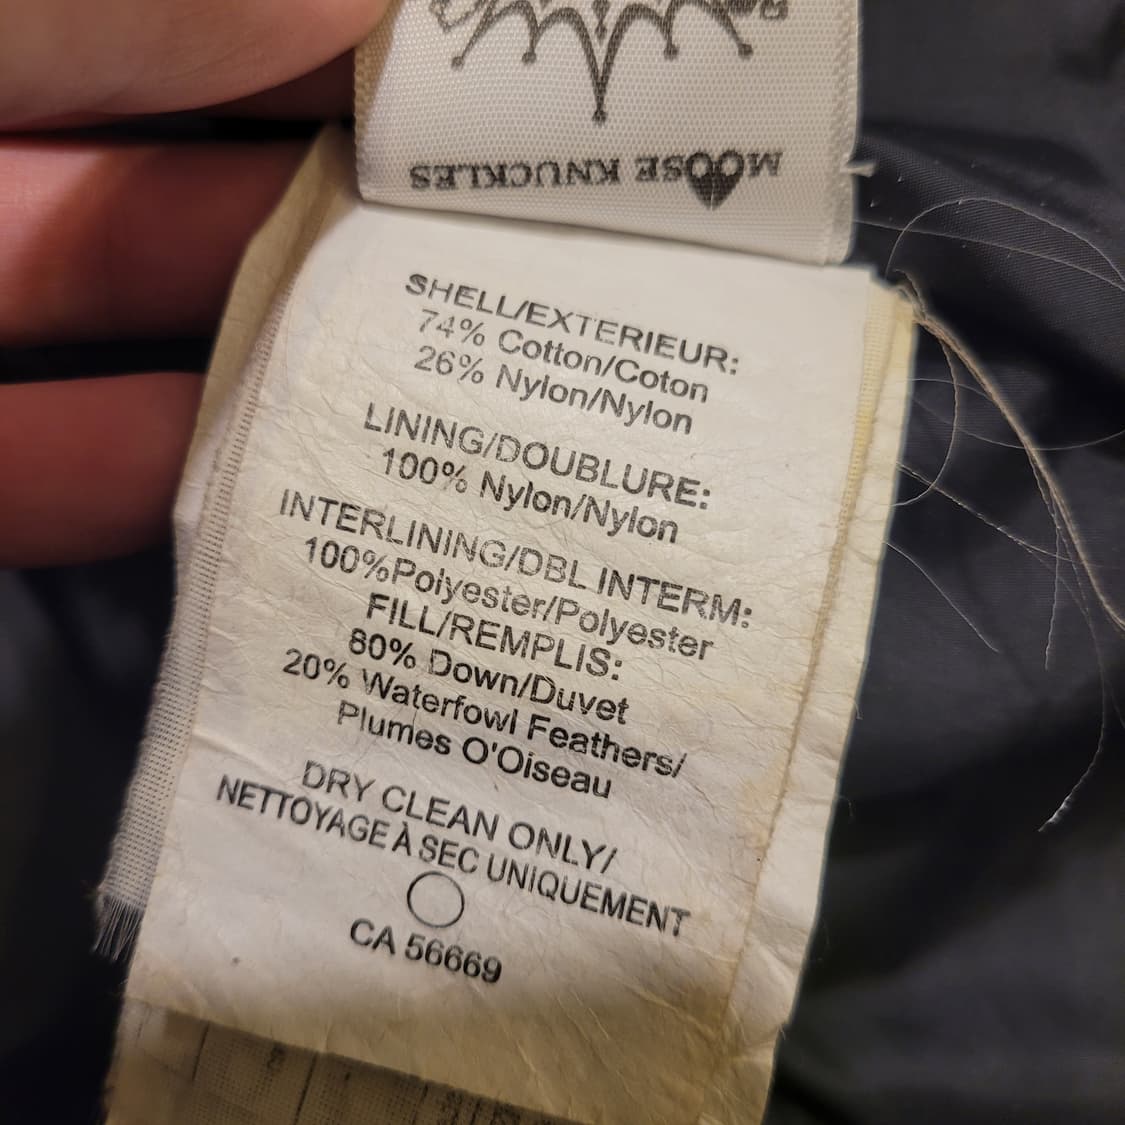 MOOSE KNUCKLES
SHELL/EXTERIEUR:
74% Cotton/Coton
26% Nylon/Nylon
LINING/DOUBLURE:
100% Nylon/Nylon
INTERLINING/DBL.INTERM:
100%Polyester/Polyester
FILL/REMPLIS:
80% Down/Duvet
20% Waterfowl Feathers/
Plumes O'Oiseau
DRY CLEAN ONLY/
NETTOYAGE À SEC UNIQUEMENT
CA 56669